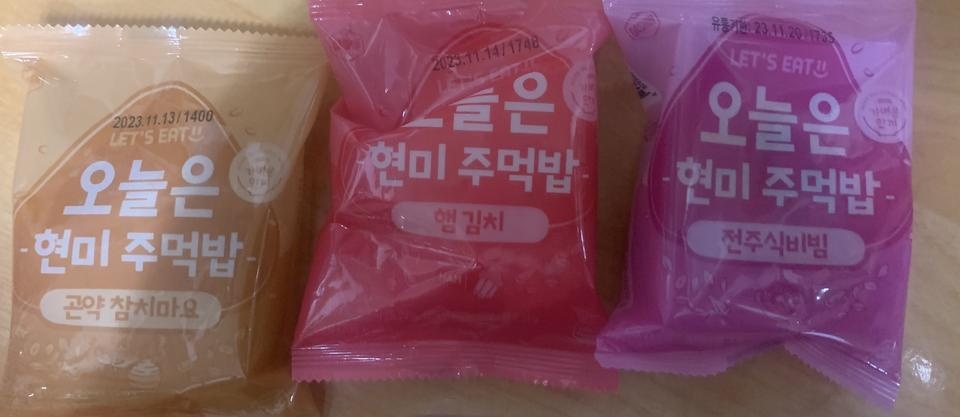 2023.11.13/1400
LET'S EAT!!
오늘은
-현미 주먹밥-
곤약 참치마요
2023.11.14/1748
LET'S EAT!!
오늘은
현미 주먹밥-
햄 김치
유통기한: 23.11.20/1735
LET'S EAT!!
오늘은
-현미 주먹밥-
전주식비빔